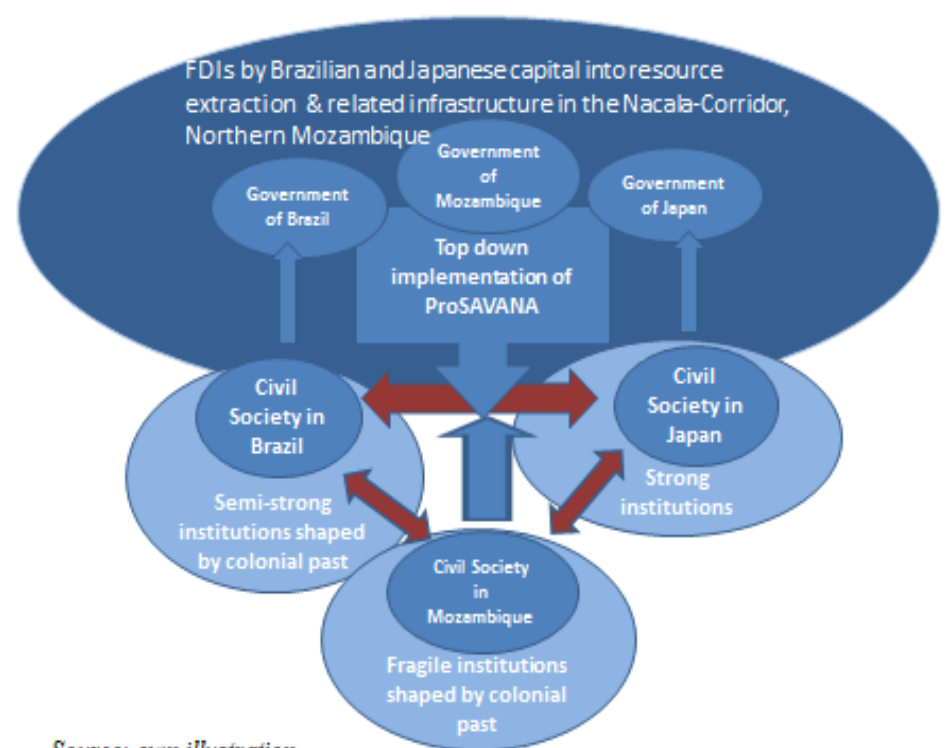 FDIs by Brazilian and Japanese capital into resource
extraction & related infrastructure in the Nacala-Corridor,
Northern Mozambique
Government
of Brazil
Government
of
Mozambique
Government
of Japan
Top down
implementation of
ProSAVANA
Civil
Society in
Brazil
Semi-strong
institutions shaped
by colonial past
Civil
Society in
Japan
Strong
institutions
Civil Society
in
Mozambique
Fragile institutions
shaped by colonial
past
Source: own illustration